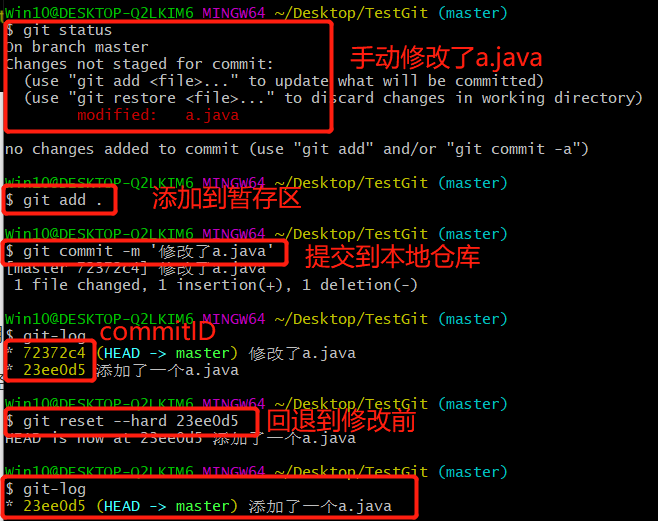 Win10@DESKTOP-Q2LKIM6 MINGW64 ~/Desktop/TestGit (master)
$ git status
On branch master
手动修改了a.java
Changes not staged for commit:
(use "git add <file>..." to update what will be committed)
(use "git restore <file>..." to discard changes in working directory)
modified: a.java
no changes added to commit (use "git add" and/or "git commit -a")
Win10@DESKTOP-Q2LKIM6 MINGW64 ~/Desktop/TestGit (master)
$ git add .
添加到暂存区
Win10@DESKTOP-Q2LKIM6 MINGW64 ~/Desktop/TestGit (master)
$ git commit -m '修改了a.java'
提交到本地仓库
[master 72372c4] 修改了a.java
1 file changed, 1 insertion(+), 1 deletion(-)
Win10@DESKTOP-Q2LKIM6 MINGW64 ~/Desktop/TestGit (master)
$ git-log
commitID
* 72372c4 (HEAD -> master) 修改了a.java
* 23ee0d5 添加了一个a.java
Win10@DESKTOP-Q2LKIM6 MINGW64 ~/Desktop/TestGit (master)
$ git reset --hard 23ee0d5
回退到修改前
HEAD is now at 23ee0d5 添加了一个a.java
Win10@DESKTOP-Q2LKIM6 MINGW64 ~/Desktop/TestGit (master)
$ git-log
* 23ee0d5 (HEAD -> master) 添加了一个a.java